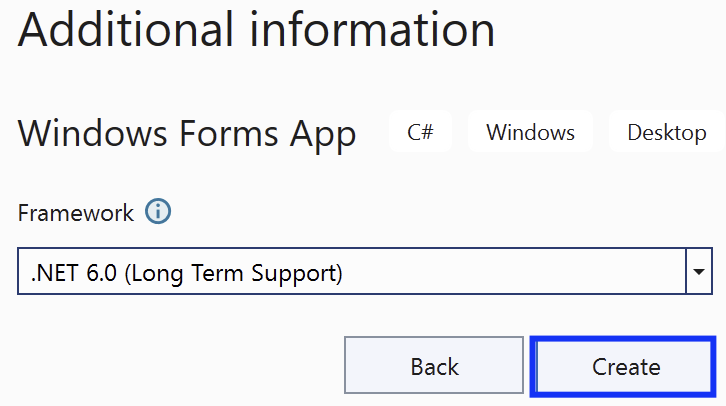 Additional information
Windows Forms App C# Windows Desktop
Framework
.NET 6.0 (Long Term Support)
Back Create